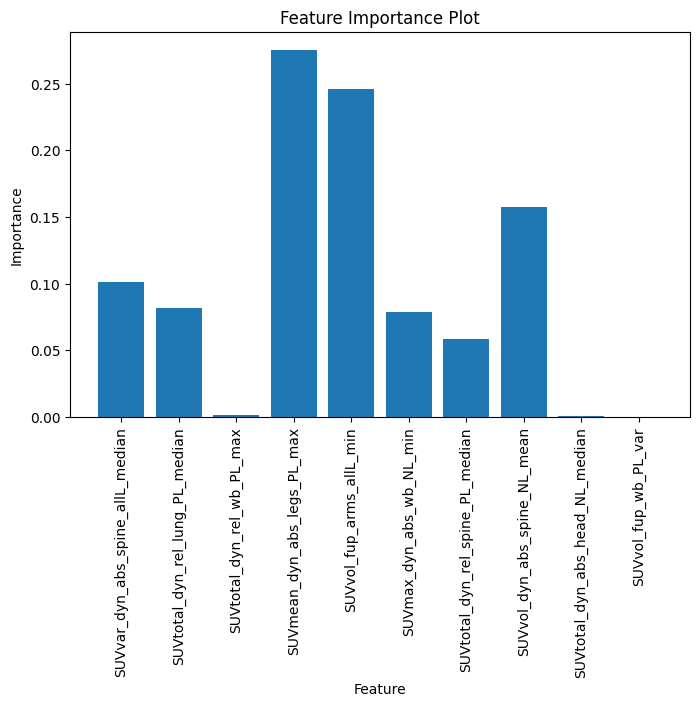 Feature Importance Plot
Importance
0.25
0.20
0.15
0.10
0.05
0.00
SUVvar_dyn_abs_spine_allL_median
SUVtotal_dyn_rel_lung_PL_median
SUVtotal_dyn_rel_wb_PL_max
SUVmean_dyn_abs_legs_PL_max
SUVvol_fup_arms_allL_min
SUVmax_dyn_abs_wb_NL_min
SUVtotal_dyn_rel_spine_PL_median
SUVvol_dyn_abs_spine_NL_mean
SUVtotal_dyn_abs_head_NL_median
SUVvol_fup_wb_PL_var
Feature